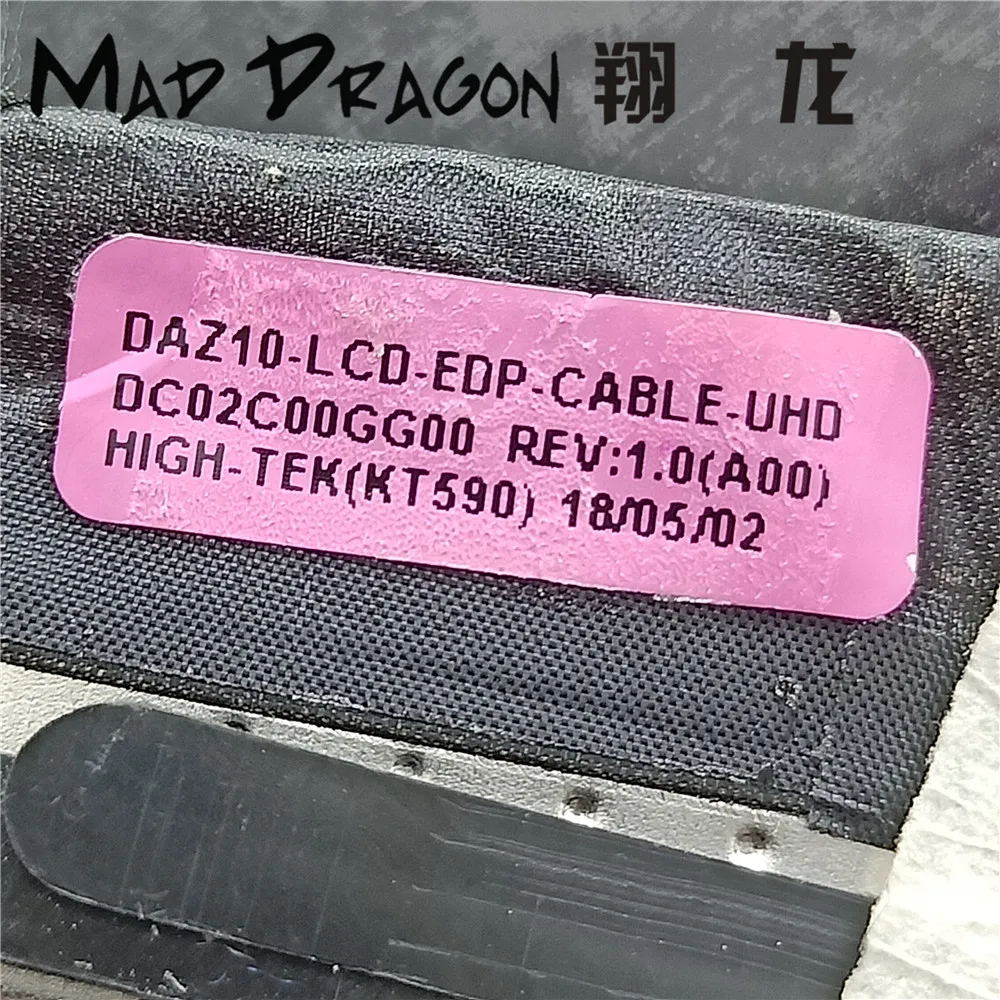 MAD DRAGON 翔 龙
DAZ10-LCD-EDP-CABLE-UHD
DC02C00GG00 REV:1.0(A00)
HIGH-TEK(KT590) 18/05/02